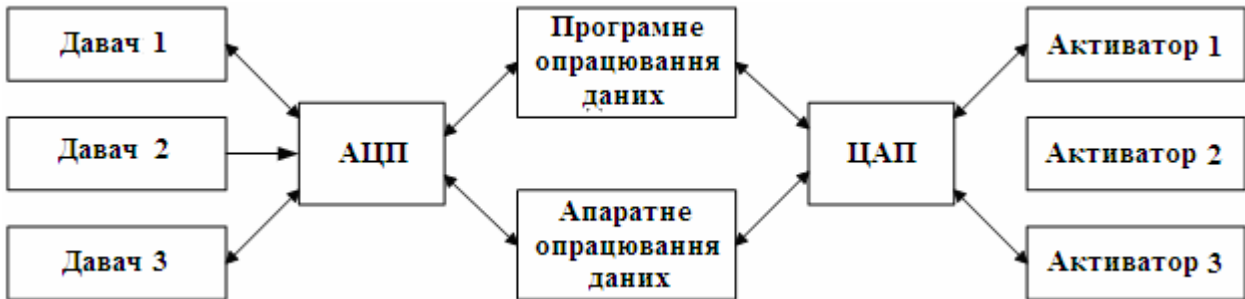 Давач 1
Давач 2
Давач 3
АЦП
Програмне
опрацювання
даних
Апаратне
опрацювання
даних
ЦАП
Активатор 1
Активатор 2
Активатор 3